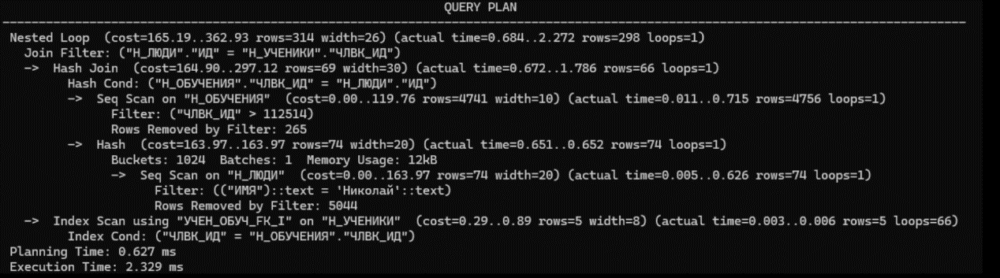 QUERY PLAN
Nested Loop  (cost=165.19..362.93 rows=314 width=26) (actual time=0.684..2.272 rows=298 loops=1)
  Join Filter: ("Н_ЛЮДИ"."ИД" = "Н_УЧЕНИКИ"."ЧЛВК_ИД")
  ->  Hash Join  (cost=164.90..297.12 rows=69 width=30) (actual time=0.672..1.786 rows=66 loops=1)
        Hash Cond: ("Н_ОБУЧЕНИЯ"."ЧЛВК_ИД" = "Н_ЛЮДИ"."ИД")
        ->  Seq Scan on "Н_ОБУЧЕНИЯ"  (cost=0.00..119.76 rows=4741 width=10) (actual time=0.011..0.715 rows=4756 loops=1)
              Filter: ("ЧЛВК_ИД" > 112514)
              Rows Removed by Filter: 265
        ->  Hash  (cost=163.97..163.97 rows=74 width=20) (actual time=0.651..0.652 rows=74 loops=1)
              Buckets: 1024  Batches: 1  Memory Usage: 12kB
              ->  Seq Scan on "Н_ЛЮДИ"  (cost=0.00..163.97 rows=74 width=20) (actual time=0.005..0.626 rows=74 loops=1)
                    Filter: (("ИМЯ")::text = 'Николай'::text)
                    Rows Removed by Filter: 5044
  ->  Index Scan using "УЧЕН_ОБУЧ_FK_I" on "Н_УЧЕНИКИ"  (cost=0.29..0.89 rows=5 width=8) (actual time=0.003..0.006 rows=5 loops=66)
        Index Cond: ("ЧЛВК_ИД" = "Н_ОБУЧЕНИЯ"."ЧЛВК_ИД")
Planning Time: 0.627 ms
Execution Time: 2.329 ms